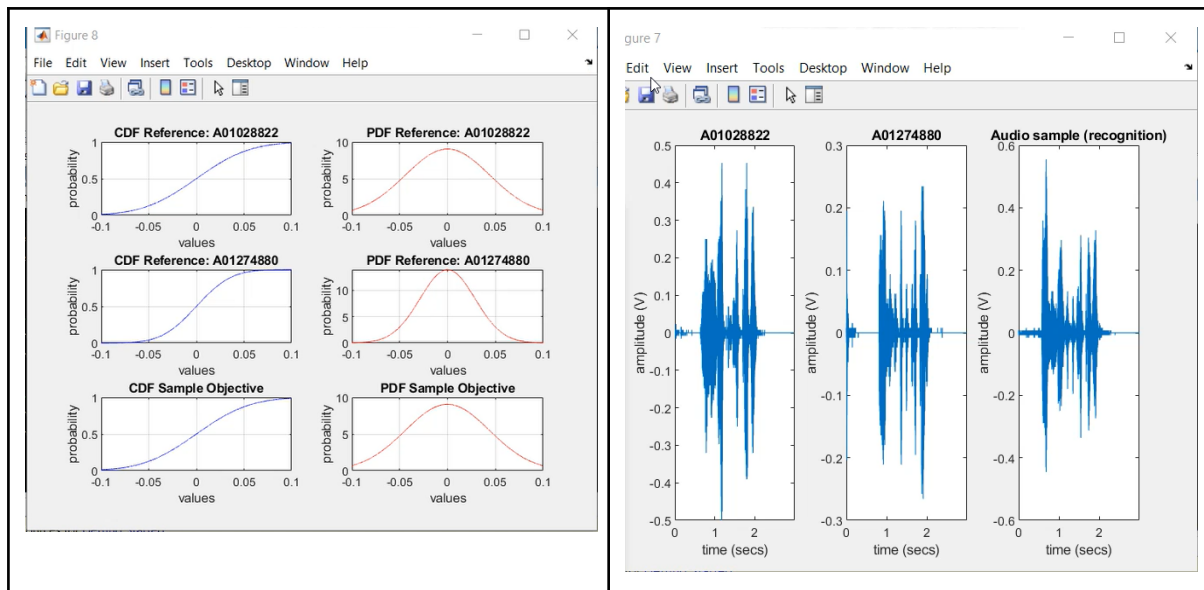 Figure 8
File Edit View Insert Tools Desktop Window Help
CDF Reference: A01028822
probability
1
0.5
0
-0.1 -0.05 0 0.05 0.1
values
PDF Reference: A01028822
probability
10
5
0
-0.1 -0.05 0 0.05 0.1
values
CDF Reference: A01274880
probability
1
0.5
0
-0.1 -0.05 0 0.05 0.1
values
PDF Reference: A01274880
probability
10
5
0
-0.1 -0.05 0 0.05 0.1
values
CDF Sample Objective
probability
1
0.5
0
-0.1 -0.05 0 0.05 0.1
values
PDF Sample Objective
probability
10
5
0
-0.1 -0.05 0 0.05 0.1
values
gure 7
Edit View Insert Tools Desktop Window Help
A01028822
amplitude (V)
0.5
0.4
0.3
0.2
0.1
0
-0.1
-0.2
-0.3
-0.4
-0.5
0 1 2
time (secs)
A01274880
amplitude (V)
0.3
0.2
0.1
0
-0.1
-0.2
-0.3
0 1 2
time (secs)
Audio sample (recognition)
amplitude (V)
0.6
0.4
0.2
0
-0.2
-0.4
-0.6
0 1 2
time (secs)